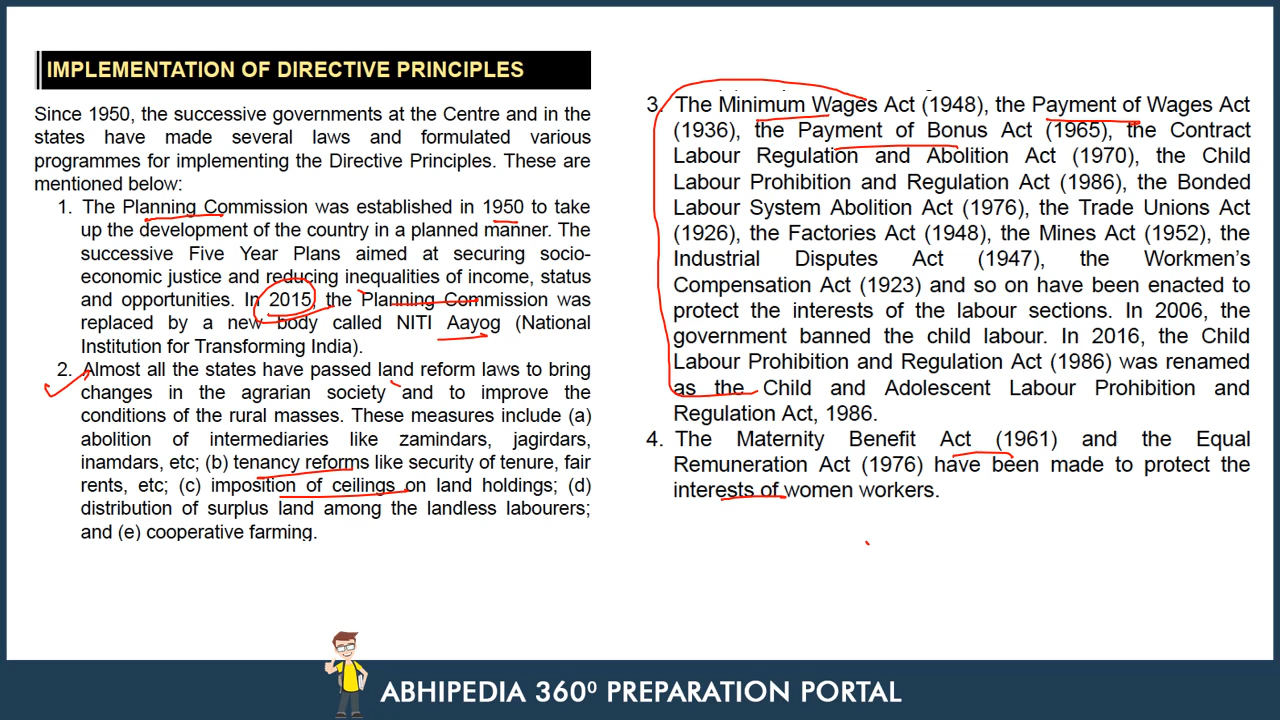 IMPLEMENTATION OF DIRECTIVE PRINCIPLES
Since 1950, the successive governments at the Centre and in the
states have made several laws and formulated various
programmes for implementing the Directive Principles. These are
mentioned below:
1. The Planning Commission was established in 1950 to take
up the development of the country in a planned manner. The
successive Five Year Plans aimed at securing socio-
economic justice and reducing inequalities of income, status
and opportunities. In 2015, the Planning Commission was
replaced by a new body called NITI Aayog (National
Institution for Transforming India).
2. Almost all the states have passed land reform laws to bring
changes in the agrarian society and to improve the
conditions of the rural masses. These measures include (a)
abolition of intermediaries like zamindars, jagirdars,
inamdars, etc; (b) tenancy reforms like security of tenure, fair
rents, etc; (c) imposition of ceilings on land holdings; (d)
distribution of surplus land among the landless labourers;
and (e) cooperative farming.
3. The Minimum Wages Act (1948), the Payment of Wages Act
(1936), the Payment of Bonus Act (1965), the Contract
Labour Regulation and Abolition Act (1970), the Child
Labour Prohibition and Regulation Act (1986), the Bonded
Labour System Abolition Act (1976), the Trade Unions Act
(1926), the Factories Act (1948), the Mines Act (1952), the
Industrial Disputes Act (1947), the Workmen's
Compensation Act (1923) and so on have been enacted to
protect the interests of the labour sections. In 2006, the
government banned the child labour. In 2016, the Child
Labour Prohibition and Regulation Act (1986) was renamed
as the Child and Adolescent Labour Prohibition and
Regulation Act, 1986.
4. The Maternity Benefit Act (1961) and the Equal
Remuneration Act (1976) have been made to protect the
interests of women workers.
ABHIPEDIA 360⁰ PREPARATION PORTAL